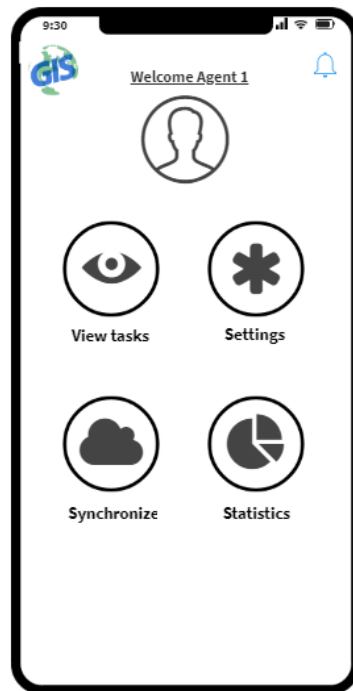 9:30
GIS
Welcome Agent 1
View tasks
Settings
Synchronize
Statistics